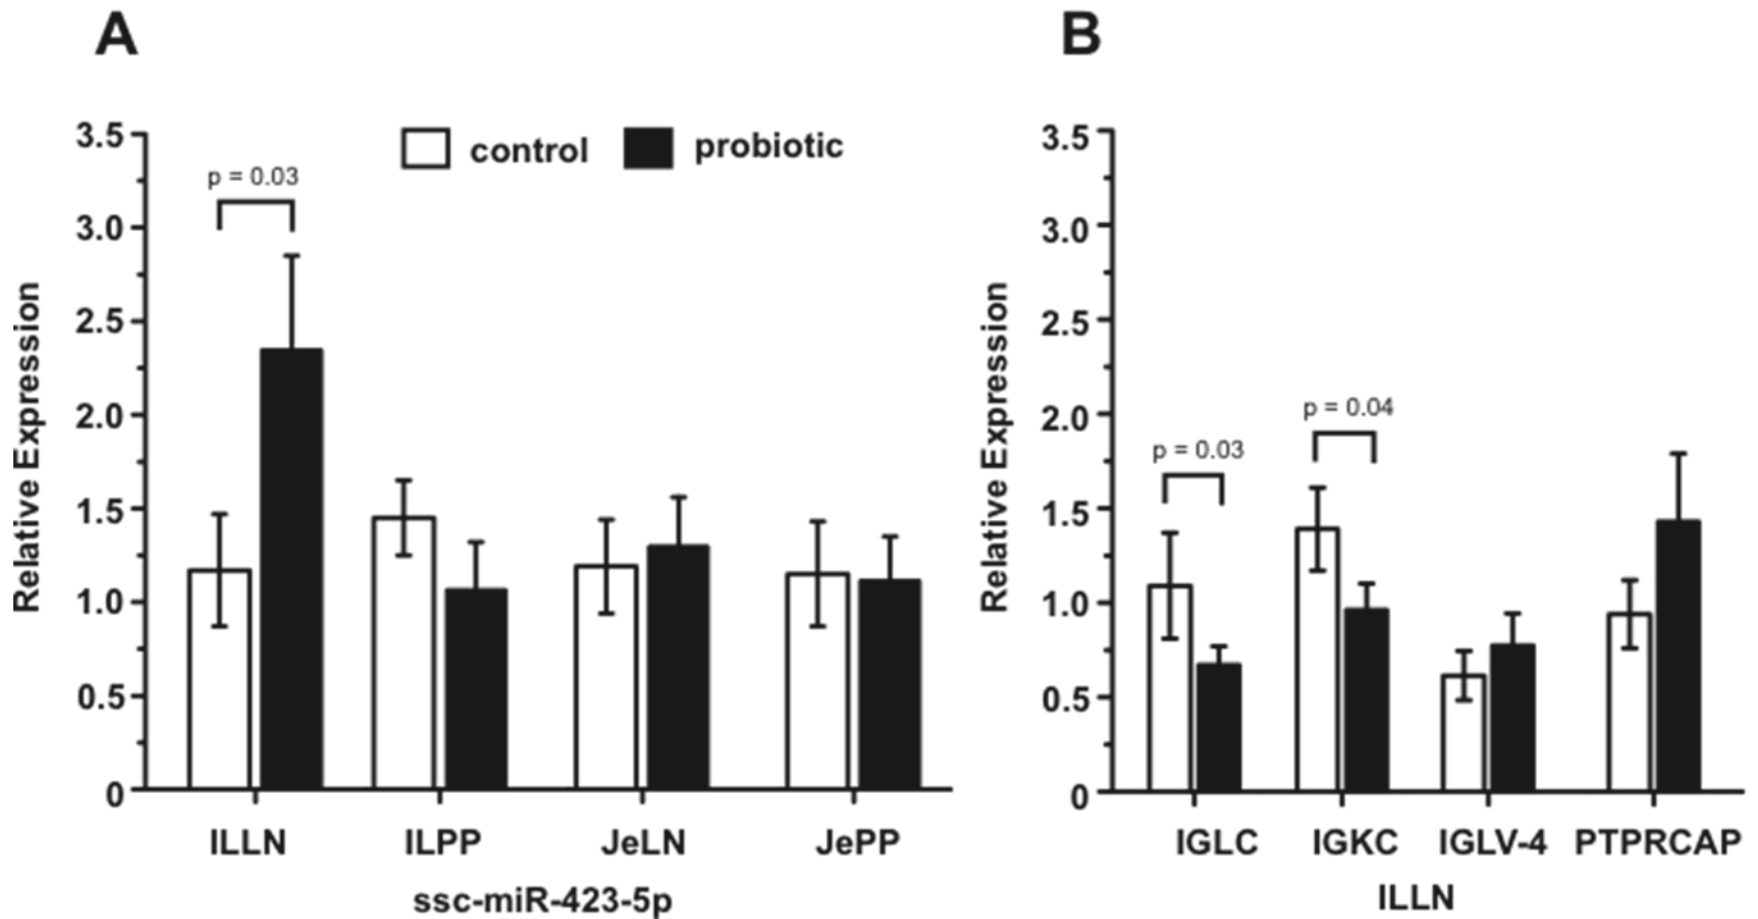 A
control
probiotic
3.5
3.0
2.5
2.0
1.5
1.0
0.5
0
Relative Expression
p = 0.03
ILLN
ILPP
JeLN
JePP
ssc-miR-423-5p
B
3.5
3.0
2.5
2.0
1.5
1.0
0.5
0
Relative Expression
p = 0.03
p = 0.04
IGLC
IGKC
IGLV-4
PTPRCAP
ILLN